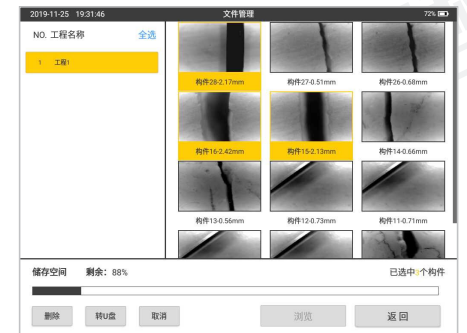 2019-11-25 19:31:46 文件管理 72%
NO. 工程名称 全选
1 工程1
构件28-2.17mm 构件27-0.51mm 构件26-0.68mm
构件16-2.42mm 构件15-2.13mm 构件14-0.66mm
构件13-0.56mm 构件12-0.73mm 构件11-0.71mm
储存空间 剩余：88% 已选中3个构件
删除 转U盘 取消 浏览 返回